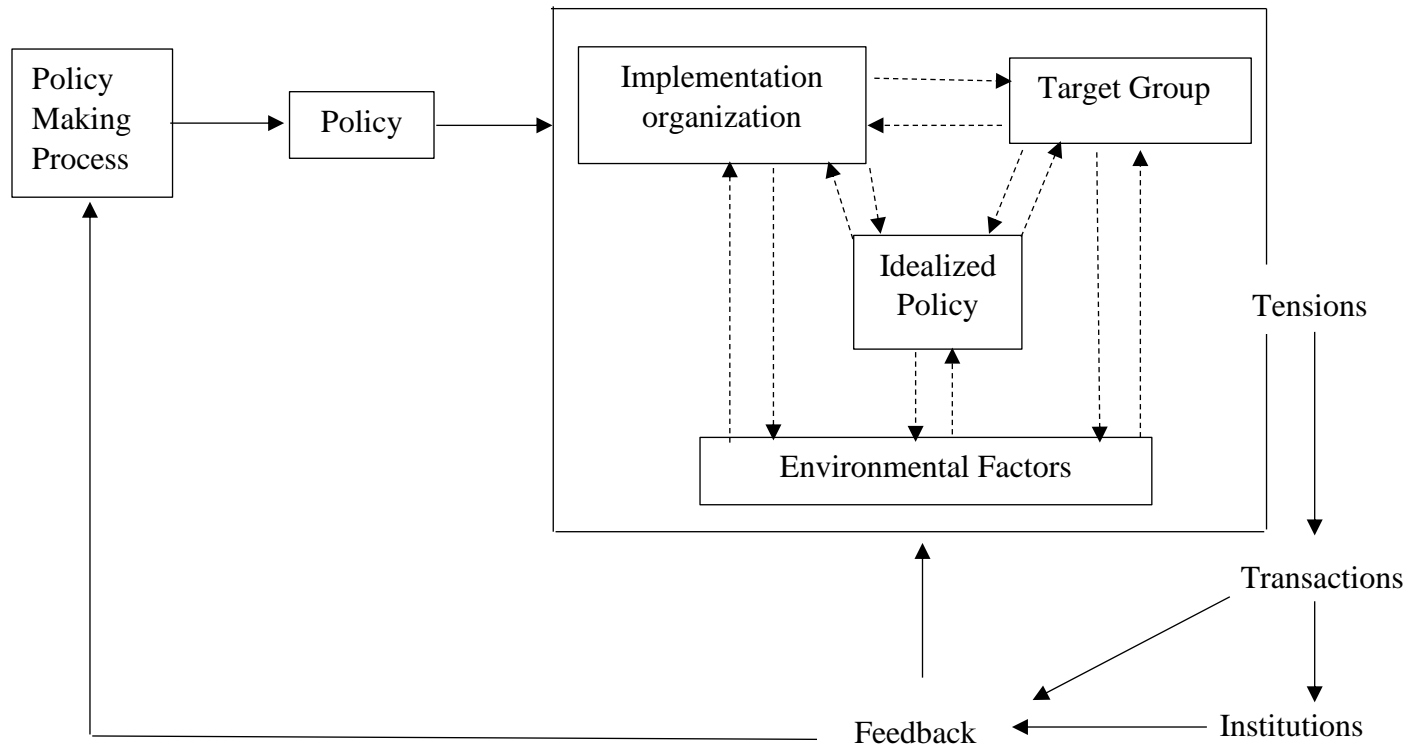 Policy
Making
Process
Policy
Implementation
organization
Target Group
Idealized
Policy
Environmental Factors
Tensions
Transactions
Institutions
Feedback